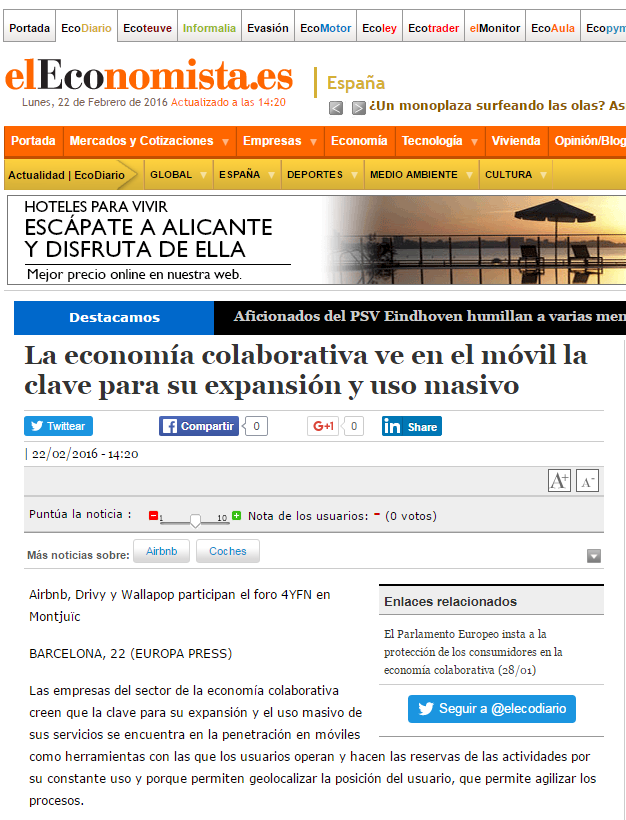 Portada EcoDiario Ecoteuve Informalia Evasión EcoMotor Ecoley Ecotrader elMonitor EcoAula Ecopym
elEconomista.es
España
Lunes, 22 de Febrero de 2016 Actualizado a las 14:20
¿Un monoplaza surfeando las olas? As
Portada Mercados y Cotizaciones Empresas Economía Tecnología Vivienda Opinión/Blog
Actualidad | EcoDiario GLOBAL ESPAÑA DEPORTES MEDIO AMBIENTE CULTURA
HOTELES PARA VIVIR
ESCÁPATE A ALICANTE
Y DISFRUTA DE ELLA
Mejor precio online en nuestra web.
Destacamos Aficionados del PSV Eindhoven humillan a varias men
La economía colaborativa ve en el móvil la
clave para su expansión y uso masivo
Twittear Compartir 0 G+1 0 in Share
| 22/02/2016 - 14:20
A+ A-
Puntúa la noticia : 1 10 Nota de los usuarios: - (0 votos)
Más noticias sobre: Airbnb Coches
Airbnb, Drivy y Wallapop participan el foro 4YFN en
Montjuïc
BARCELONA, 22 (EUROPA PRESS)
Enlaces relacionados
El Parlamento Europeo insta a la
protección de los consumidores en la
economía colaborativa (28/01)
Seguir a @elecodiario
Las empresas del sector de la economía colaborativa
creen que la clave para su expansión y el uso masivo de
sus servicios se encuentra en la penetración en móviles
como herramientas con las que los usuarios operan y hacen las reservas de las actividades por
su constante uso y porque permiten geolocalizar la posición del usuario, que permite agilizar los
procesos.